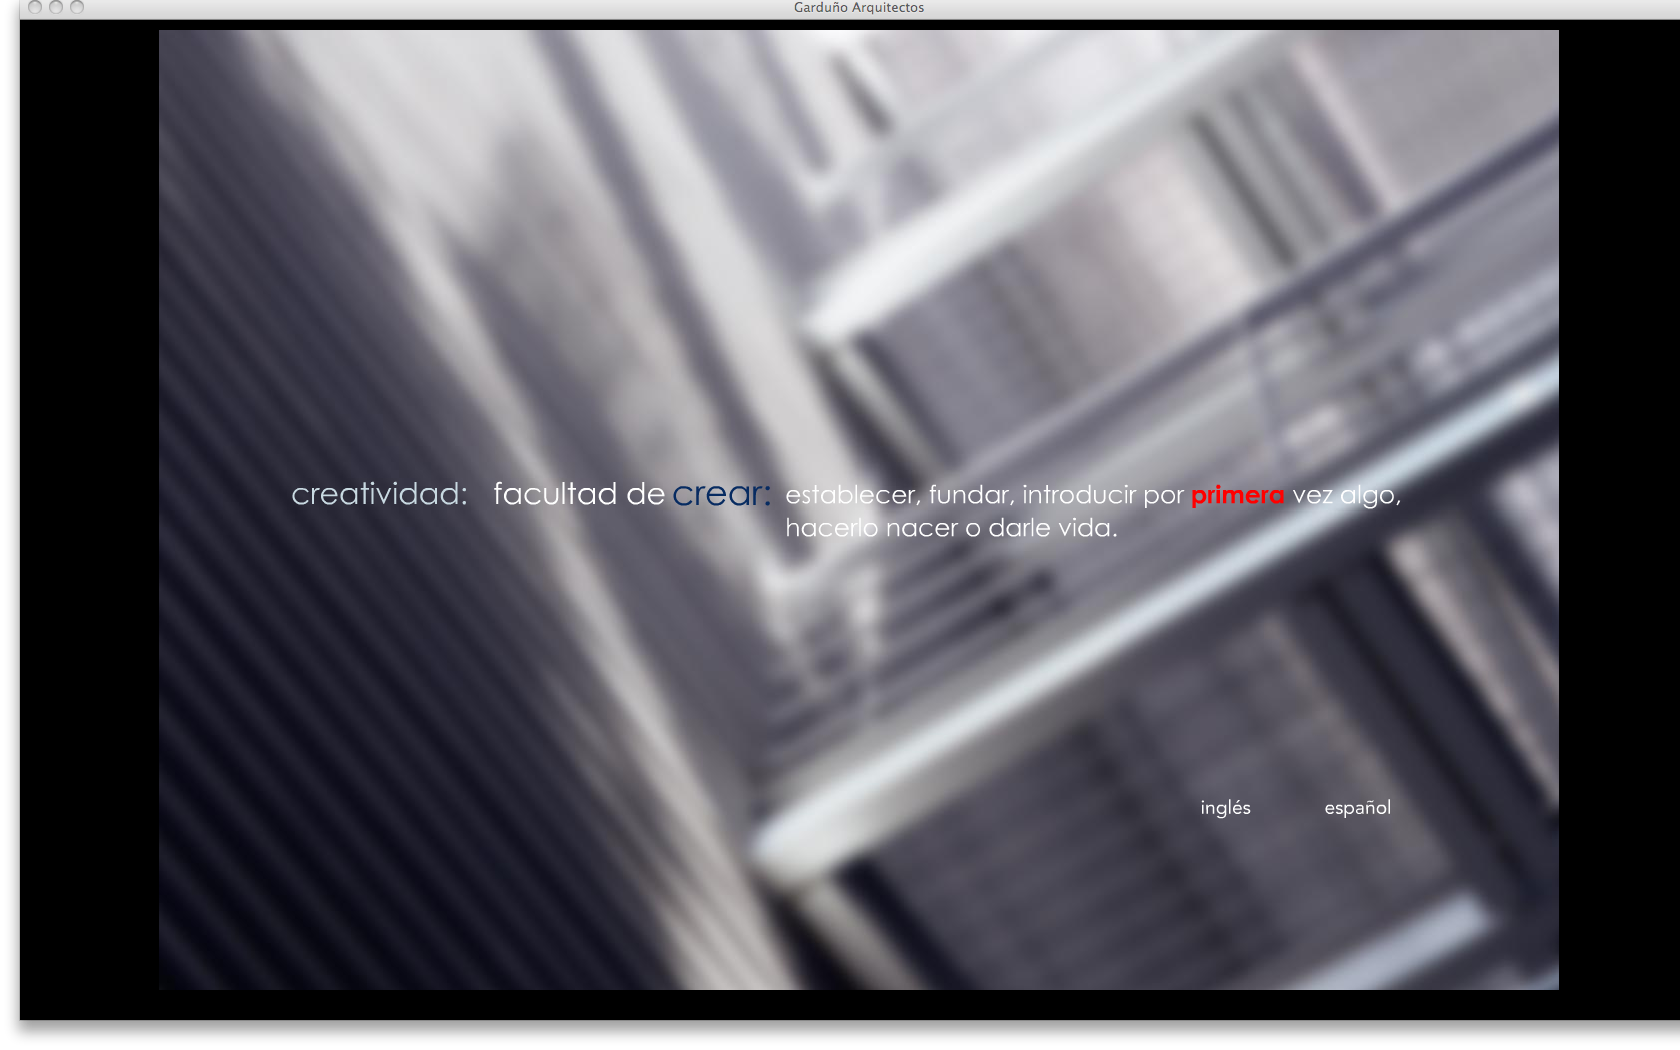 Garduño Arquitectos
creatividad: facultad de crear: establecer, fundar, introducir por primera vez algo,
hacerlo nacer o darle vida.
inglés español